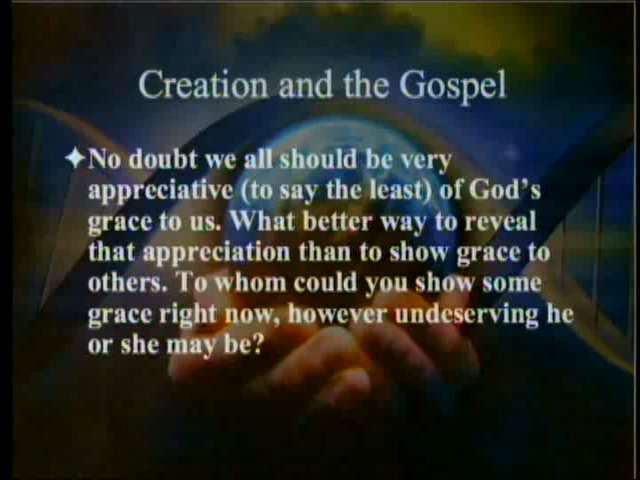 Creation and the Gospel
No doubt we all should be very
appreciative (to say the least) of God's
grace to us. What better way to reveal
that appreciation than to show grace to
others. To whom could you show some
grace right now, however undeserving he
or she may be?